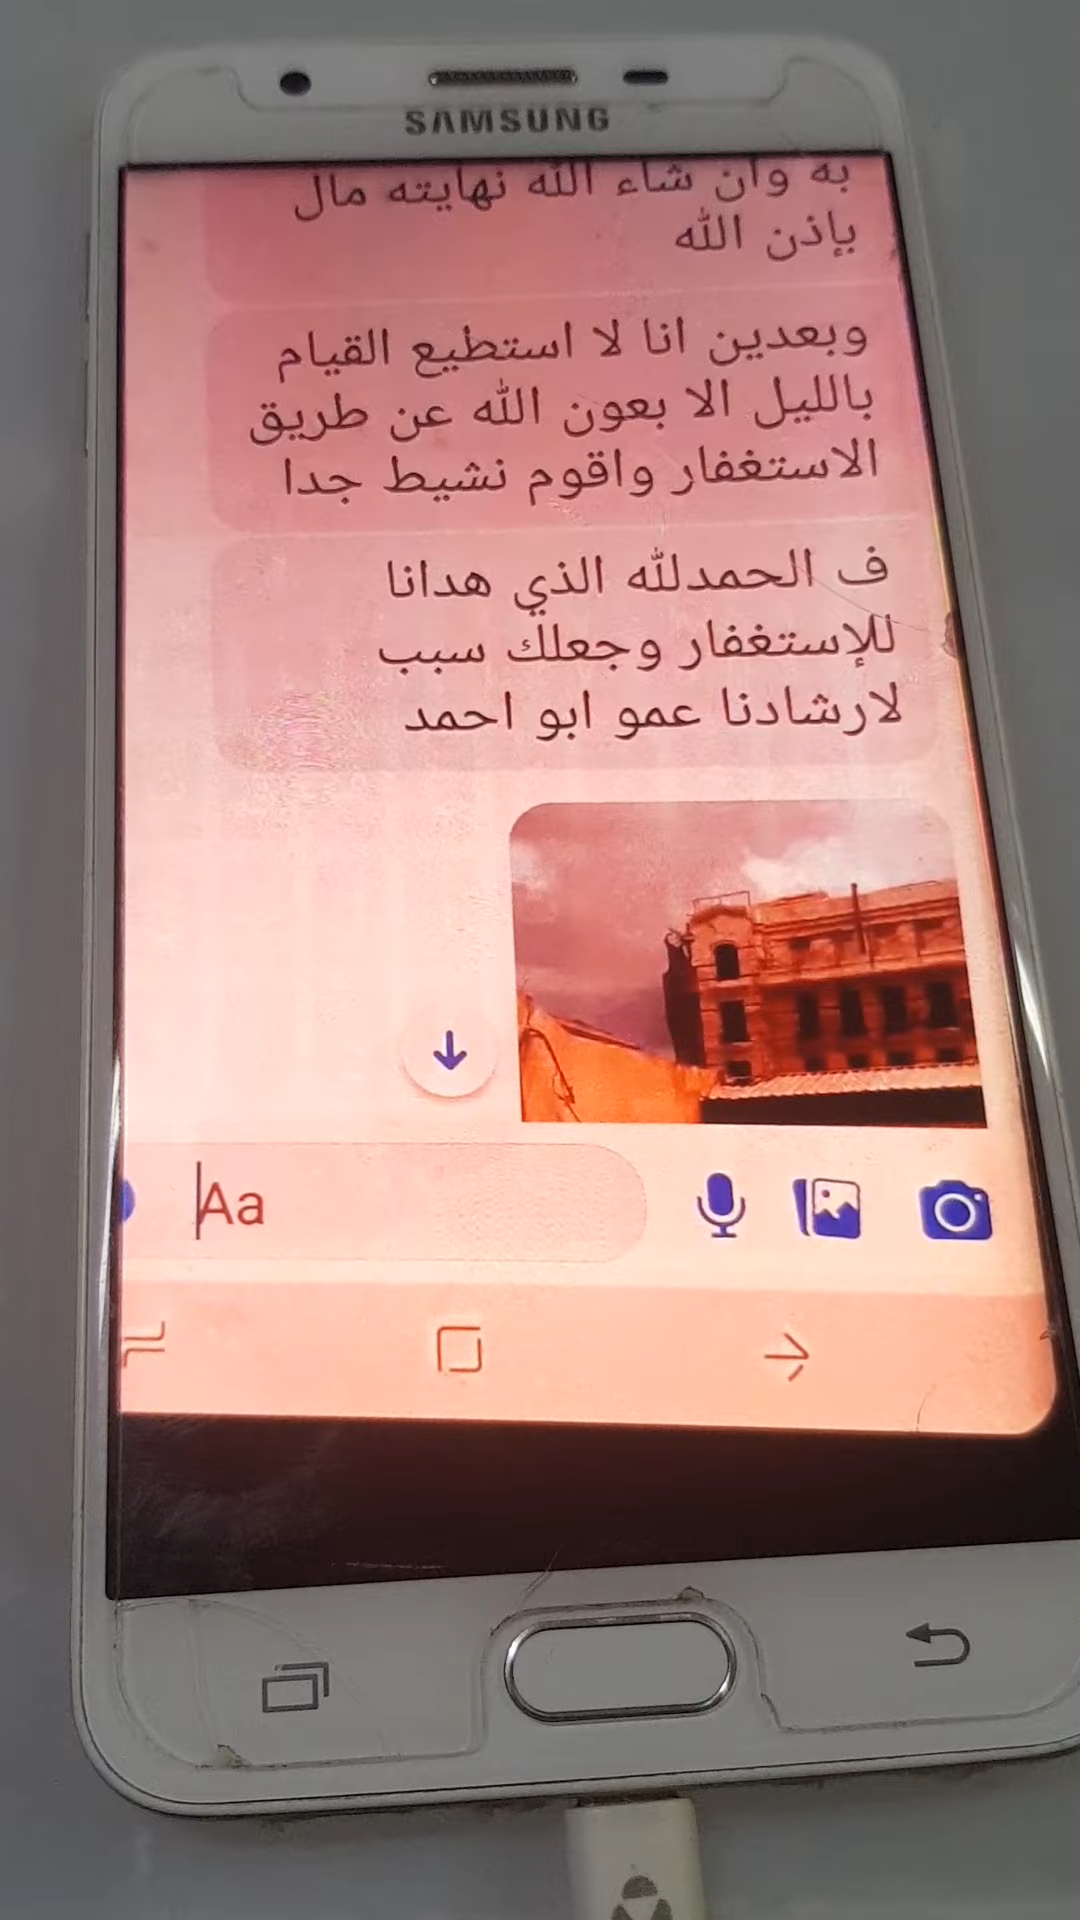 SAMSUNG
به وان شاء الله نهايته مال
بإذن الله
وبعدين انا لا استطيع القيام
بالليل الا بعون الله عن طريق
الاستغفار واقوم نشيط جدا
ف الحمدلله الذي هدانا
للإستغفار وجعلك سبب
لارشادنا عمو ابو احمد
Aa